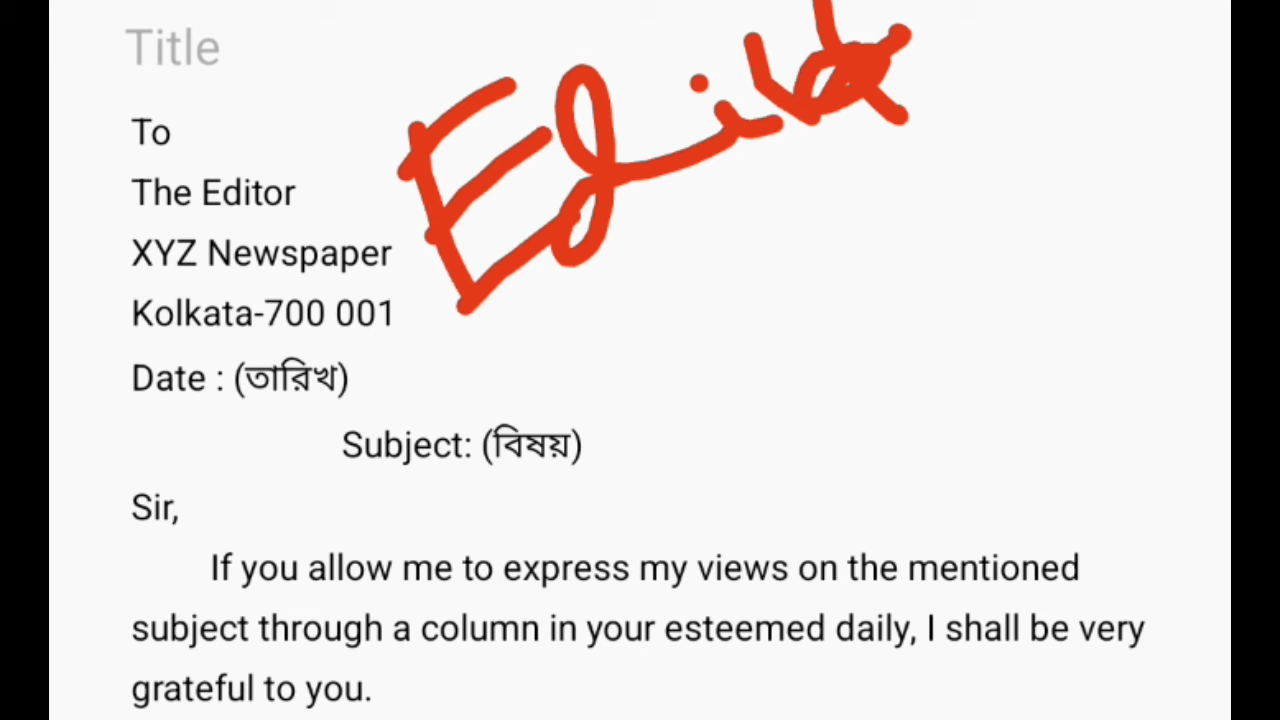 Title
Editor
To
The Editor
XYZ Newspaper
Kolkata-700 001
Date : (তারিখ)
Subject: (বিষয়)
Sir,
If you allow me to express my views on the mentioned
subject through a column in your esteemed daily, I shall be very
grateful to you.